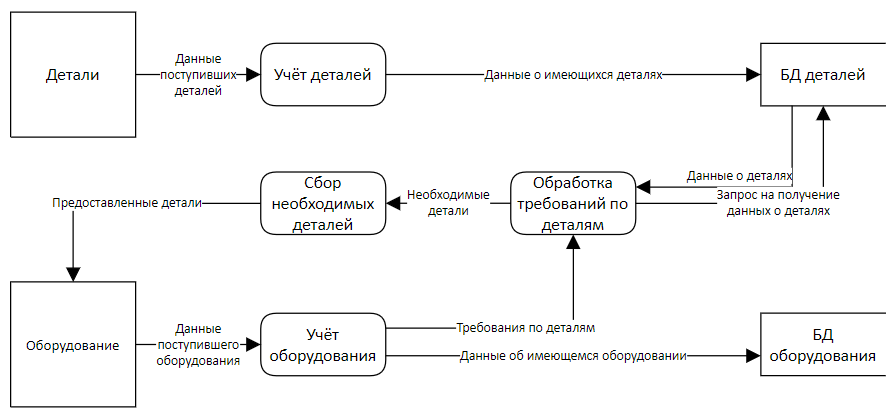 Детали
Данные
поступивших
деталей
Учёт деталей
Данные о имеющихся деталях
БД деталей
Предоставленные детали
Сбор
необходимых
деталей
Необходимые
детали
Обработка
требований по
деталям
Данные о деталях
Запрос на получение
данных о деталях
Оборудование
Данные
поступившего
оборудования
Учёт
оборудования
Требования по деталям
Данные об имеющемся оборудовании
БД
оборудования